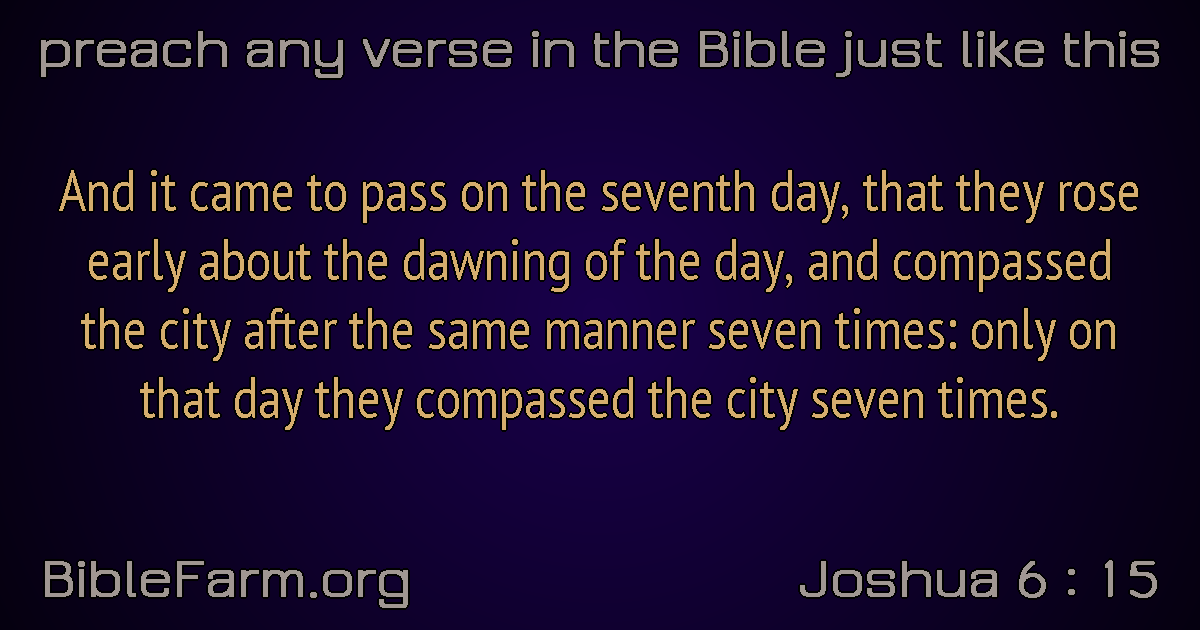 preach any verse in the Bible just like this
And it came to pass on the seventh day, that they rose
early about the dawning of the day, and compassed
the city after the same manner seven times: only on
that day they compassed the city seven times.
BibleFarm.org
Joshua 6 : 15